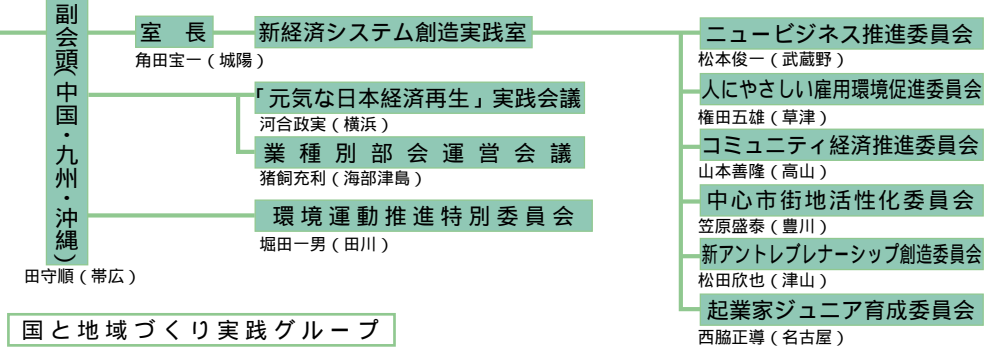 副会頭(中国・九州・沖縄)
田守順(帯広)
室長
角田宝一(城陽)
新経済システム創造実践室
「元気な日本経済再生」実践会議
河合政実(横浜)
業種別部会運営会議
猪飼充利(海部津島)
環境運動推進特別委員会
堀田一男(田川)
ニュービジネス推進委員会
松本俊一(武蔵野)
人にやさしい雇用環境促進委員会
権田五雄(草津)
コミュニティ経済推進委員会
山本善隆(高山)
中心市街地活性化委員会
笠原盛泰(豊川)
新アントレプレナーシップ創造委員会
松田欣也(津山)
起業家ジュニア育成委員会
西脇正導(名古屋)
国と地域づくり実践グループ